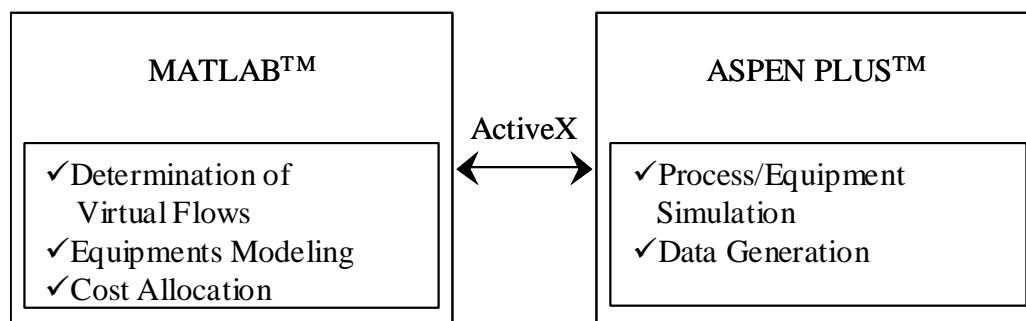 MATLAB™
✓Determination of
Virtual Flows
✓Equipments Modeling
✓Cost Allocation
ActiveX
ASPEN PLUS™
✓Process/Equipment
Simulation
✓Data Generation